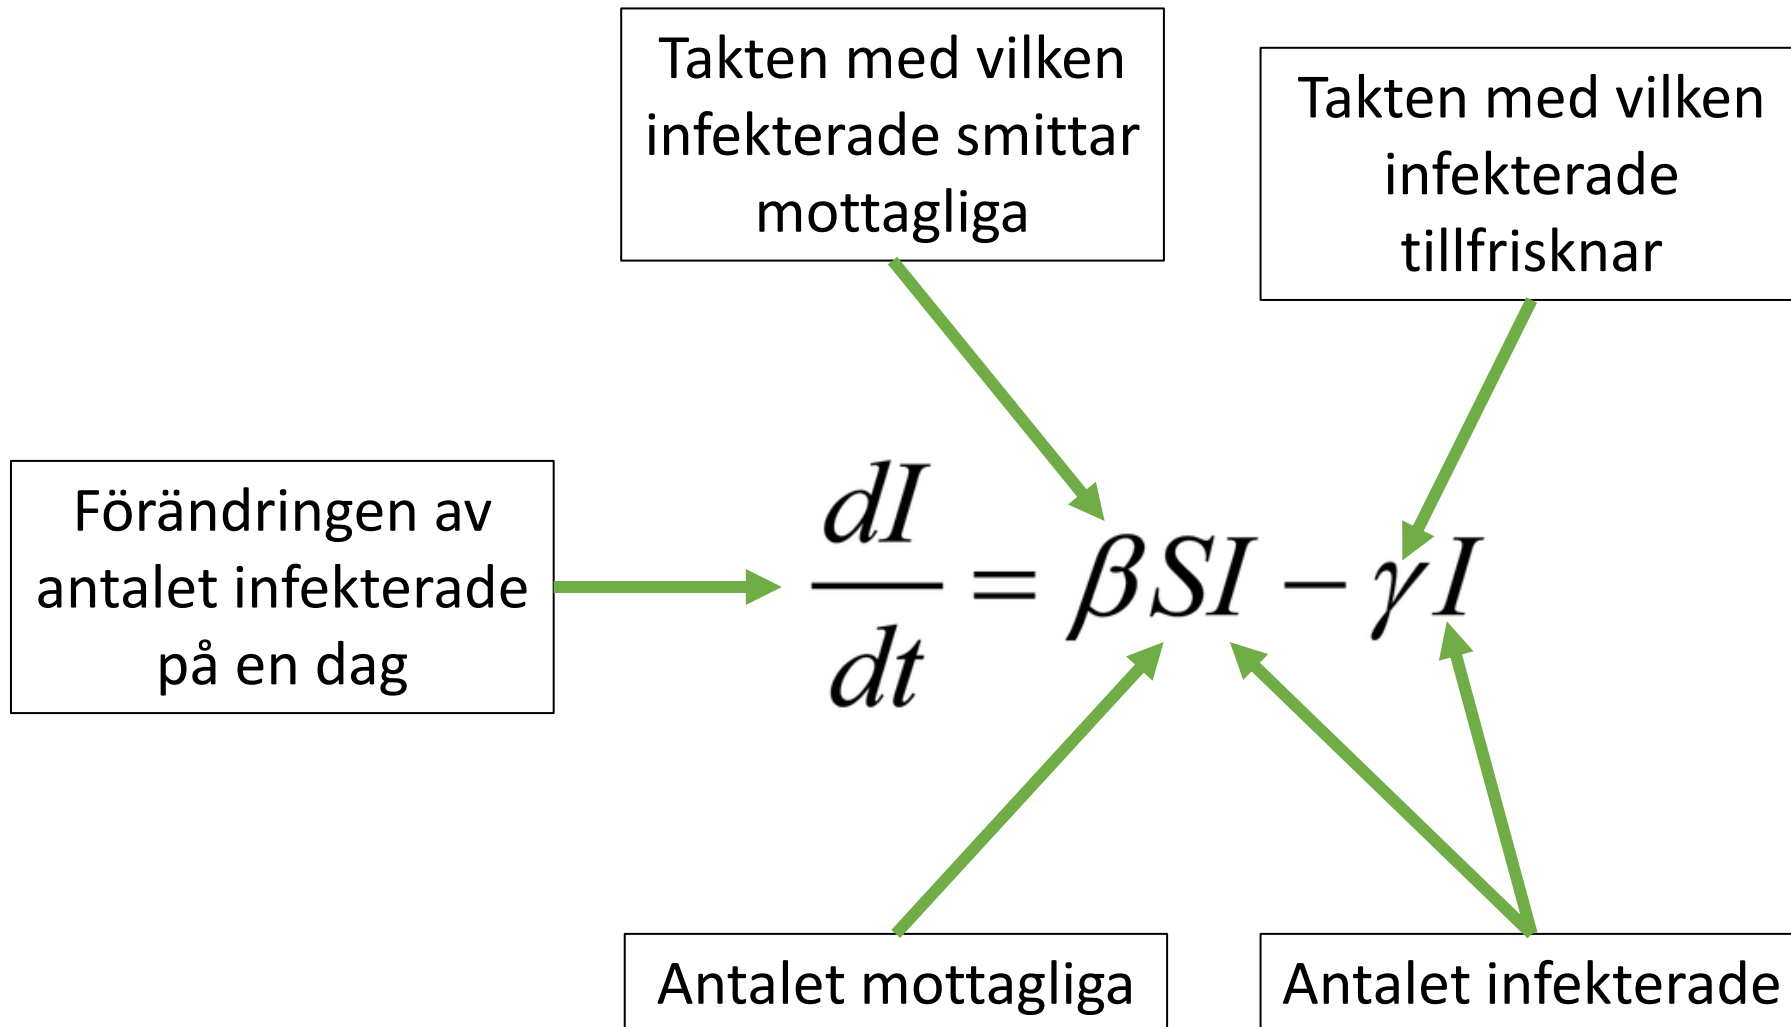 Takten med vilken
infekterade smittar
mottagliga
Takten med vilken
infekterade
tillfrisknar
Förändringen av
antalet infekterade
på en dag
dI/dt = βSI − γI
Antalet mottagliga
Antalet infekterade